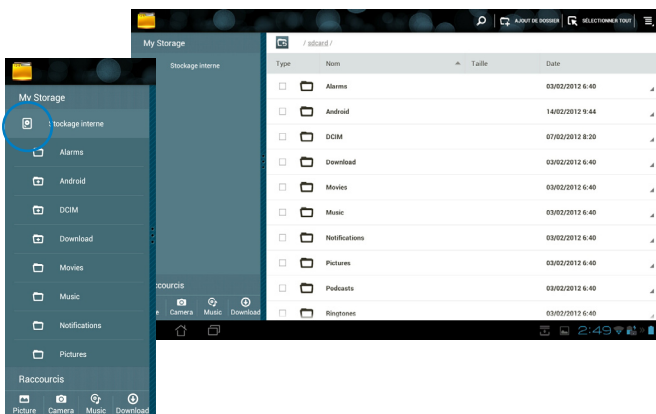 AJOUT DE DOSSIER SÉLECTIONNER TOUT
My Storage
Stockage interne
/ sdcard /
Type Nom Taille Date
Alarms 03/02/2012 6:40
Android 14/02/2012 9:44
DCIM 07/02/2012 8:20
Download 03/02/2012 6:40
Movies 03/02/2012 6:40
Music 03/02/2012 6:40
Notifications 03/02/2012 6:40
Pictures 03/02/2012 6:40
Podcasts 03/02/2012 6:40
Ringtones 03/02/2012 6:40
ccourcis
e Camera Music Download
2:49
My Storage
Stockage interne
Alarms
Android
DCIM
Download
Movies
Music
Notifications
Pictures
Raccourcis
Picture Camera Music Download